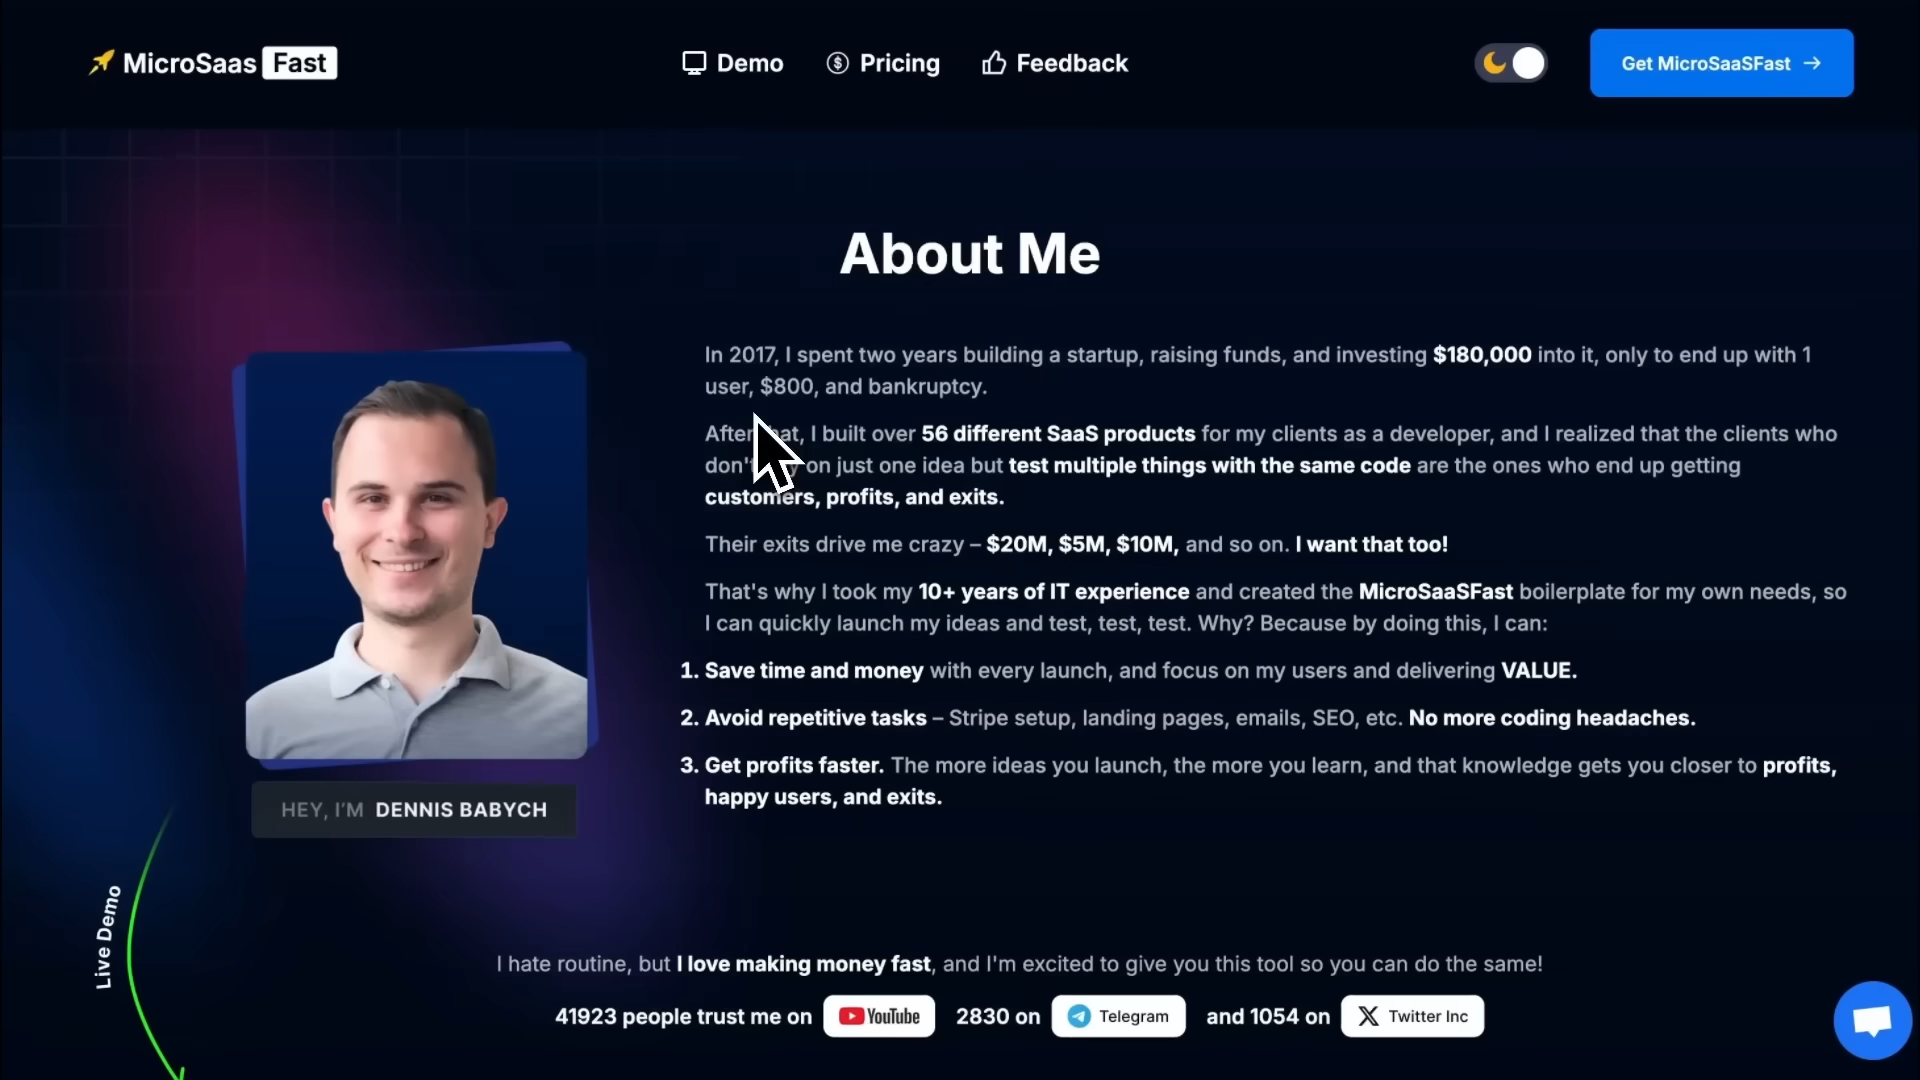 MicroSaas Fast
Demo
Pricing
Feedback
Get MicroSaaSFast
About Me
In 2017, I spent two years building a startup, raising funds, and investing $180,000 into it, only to end up with 1
user, $800, and bankruptcy.
After , I built over 56 different SaaS products for my clients as a developer, and I realized that the clients who
on just one idea but test multiple things with the same code are the ones who end up getting
customers, profits, and exits.
Their exits drive me crazy – $20M, $5M, $10M, and so on. I want that too!
That's why I took my 10+ years of IT experience and created the MicroSaaSFast boilerplate for my own needs, so
I can quickly launch my ideas and test, test, test. Why? Because by doing this, I can:
1. Save time and money with every launch, and focus on my users and delivering VALUE.
2. Avoid repetitive tasks – Stripe setup, landing pages, emails, SEO, etc. No more coding headaches.
3. Get profits faster. The more ideas you launch, the more you learn, and that knowledge gets you closer to profits,
happy users, and exits.
HEY, I'M DENNIS BABYCH
Live Demo
I hate routine, but I love making money fast, and I'm excited to give you this tool so you can do the same!
41923 people trust me on YouTube 2830 on Telegram and 1054 on Twitter Inc